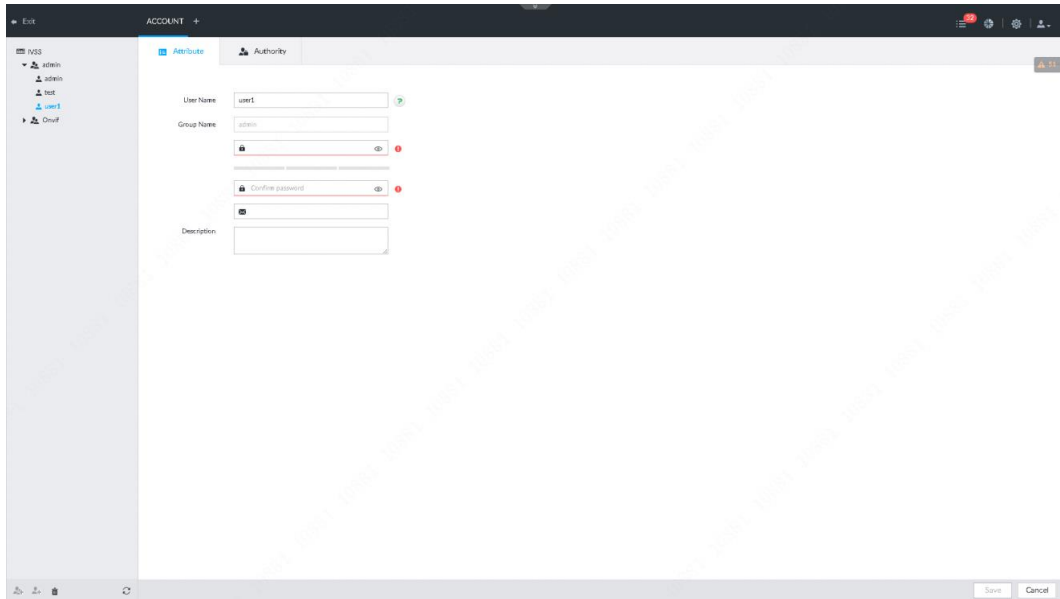 Exit
ACCOUNT +
22
IVSS
admin
admin
test
user1
Onvif
Attribute
Authority
User Name
user1
?
Group Name
admin
Confirm password
Description
Save
Cancel